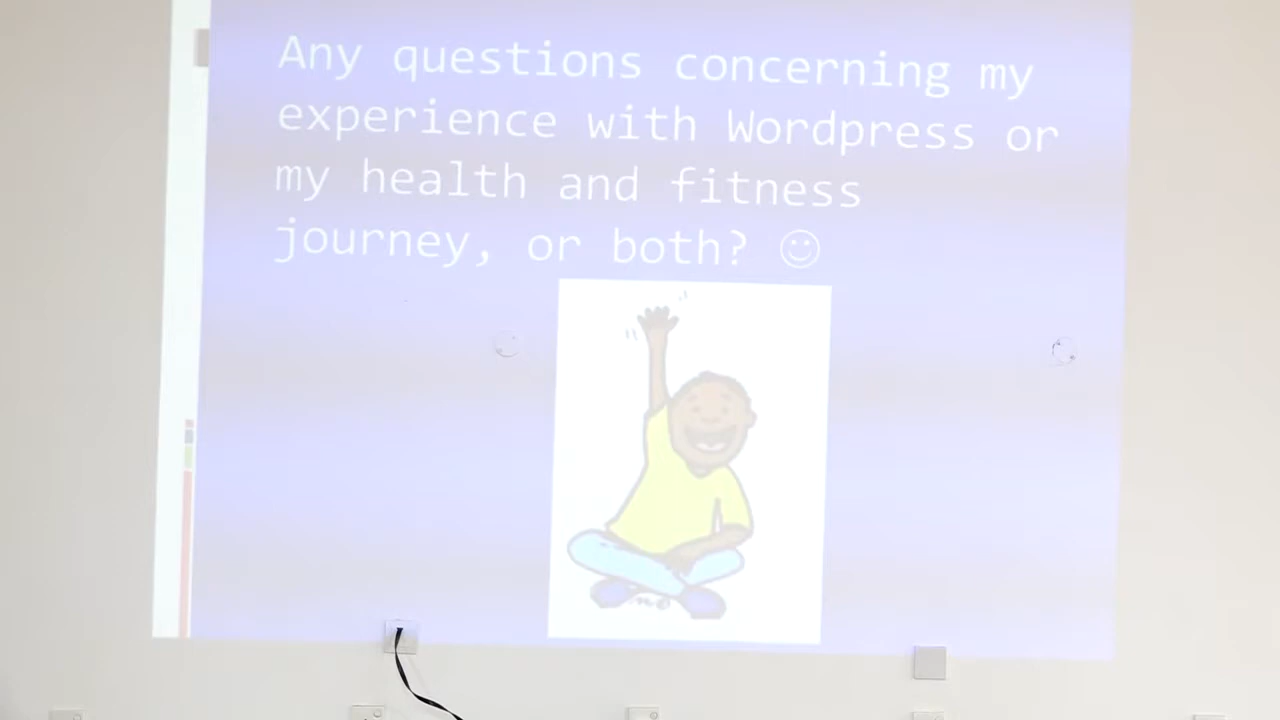 Any questions concerning my
experience with Wordpress or
my health and fitness
journey, or both? ☺